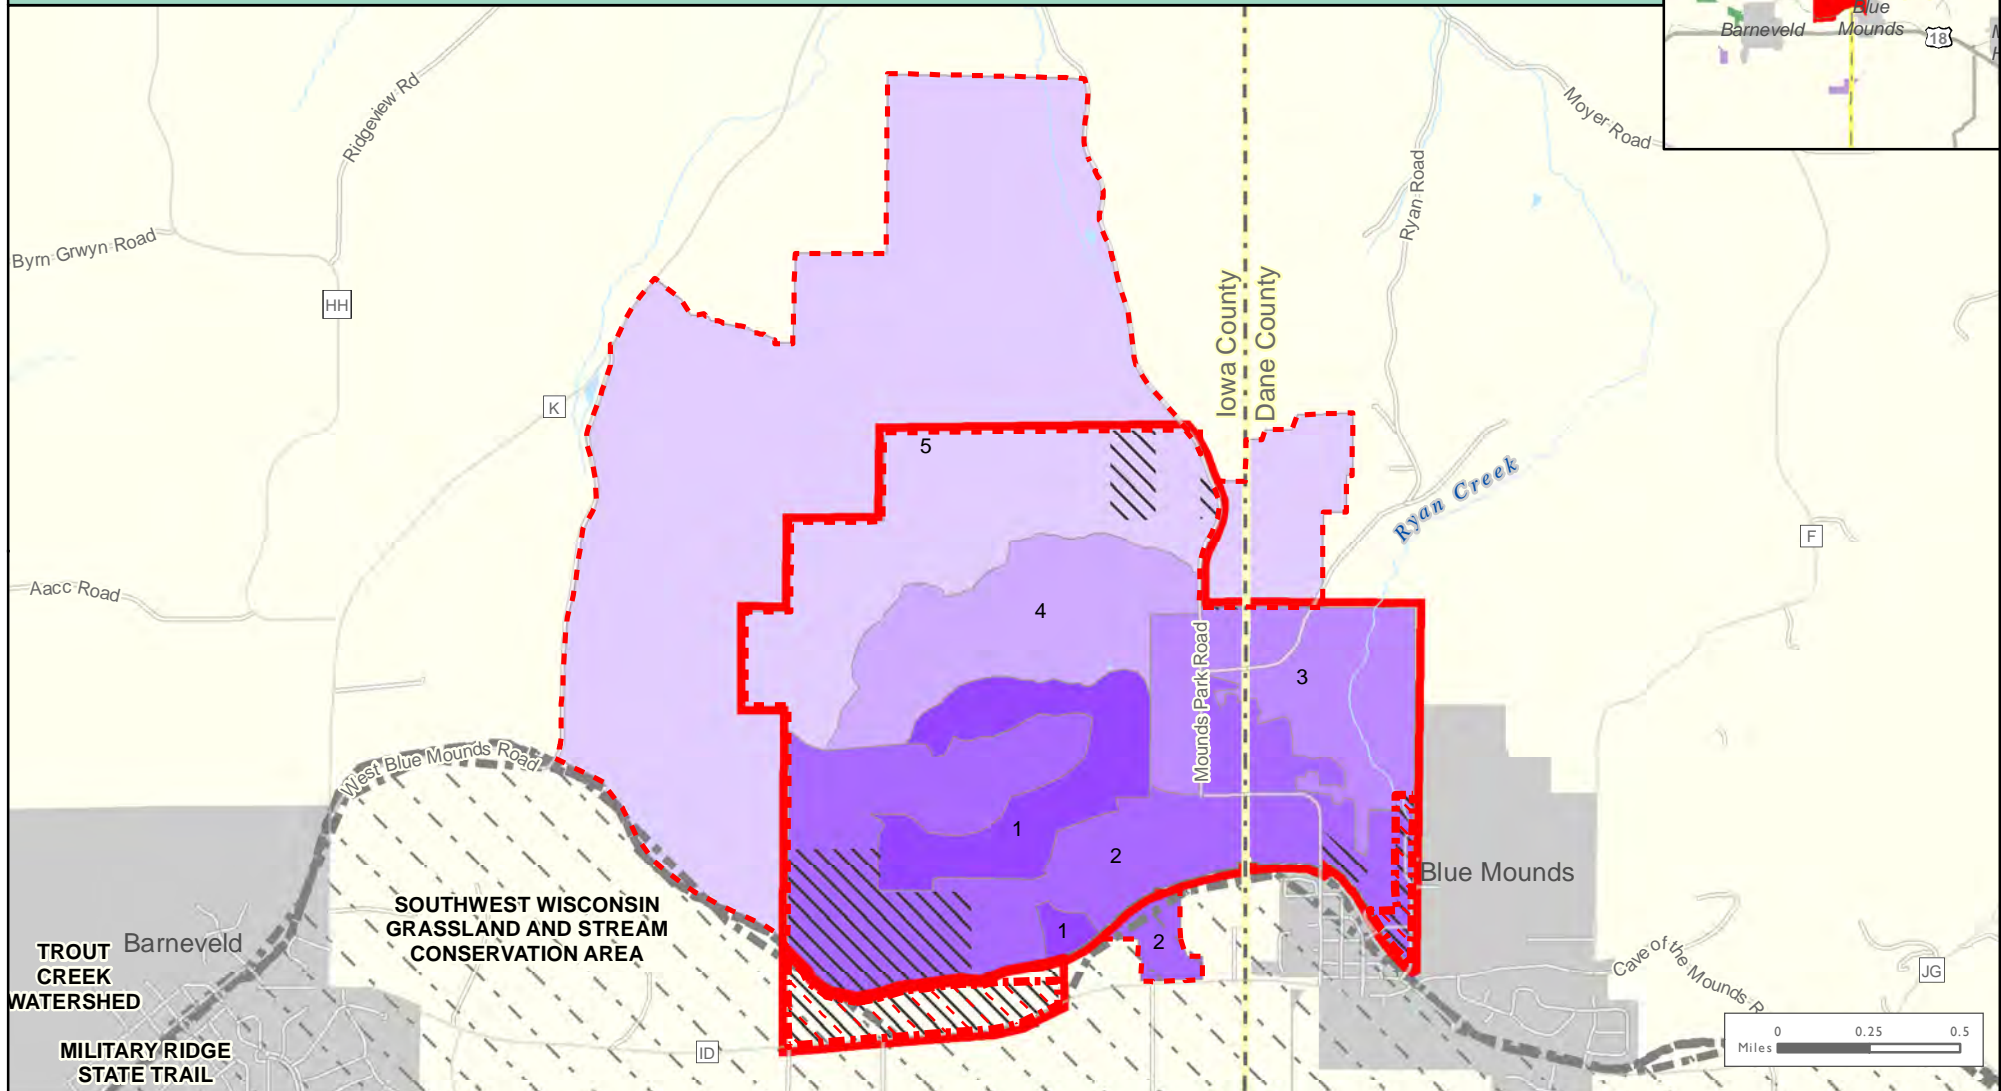 Blue
Mounds
Barneveld
18
Ridgeview Rd
Moyer Road
Ryan Road
Byrn Grwyn Road
HH
Iowa County
Dane County
K
5
Ryan Creek
F
Aacc Road
4
Mounds Park Road
3
West Blue Mounds Road
1
2
Blue Mounds
SOUTHWEST WISCONSIN
GRASSLAND AND STREAM
CONSERVATION AREA
1
2
TROUT
CREEK
WATERSHED
Barneveld
Cave of the Mounds R
JG
MILITARY RIDGE
STATE TRAIL
ID
0 0.25 0.5
Miles